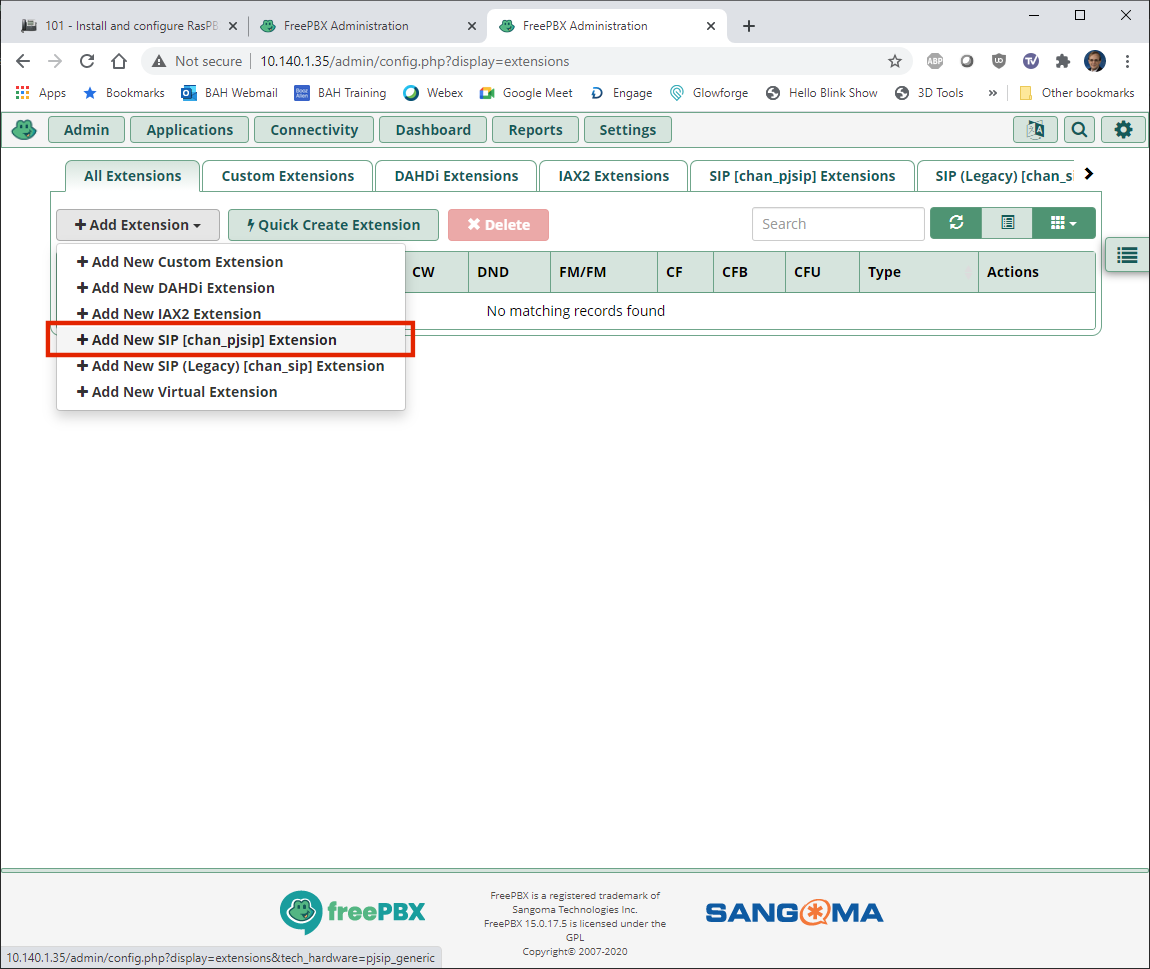 101 - Install and configure RasPB
FreePBX Administration
FreePBX Administration
Not secure
10.140.1.35/admin/config.php?display=extensions
ABP
UD
TV
Apps
Bookmarks
BAH Webmail
BAH Training
Webex
Google Meet
Engage
Glowforge
Hello Blink Show
3D Tools
»
Other bookmarks
Admin
Applications
Connectivity
Dashboard
Reports
Settings
All Extensions
Custom Extensions
DAHDi Extensions
IAX2 Extensions
SIP [chan_pjsip] Extensions
SIP (Legacy) [chan_si
Add Extension
Quick Create Extension
Delete
Search
CW
DND
FM/FM
CF
CFB
CFU
Type
Actions
No matching records found
Add New Custom Extension
Add New DAHDi Extension
Add New IAX2 Extension
Add New SIP [chan_pjsip] Extension
Add New SIP (Legacy) [chan_sip] Extension
Add New Virtual Extension
freePBX
FreePBX is a registered trademark of
Sangoma Technologies Inc.
FreePBX 15.0.17.5 is licensed under the
GPL
Copyright© 2007-2020
SANGOMA
10.140.1.35/admin/config.php?display=extensions&tech_hardware=pjsip_generic